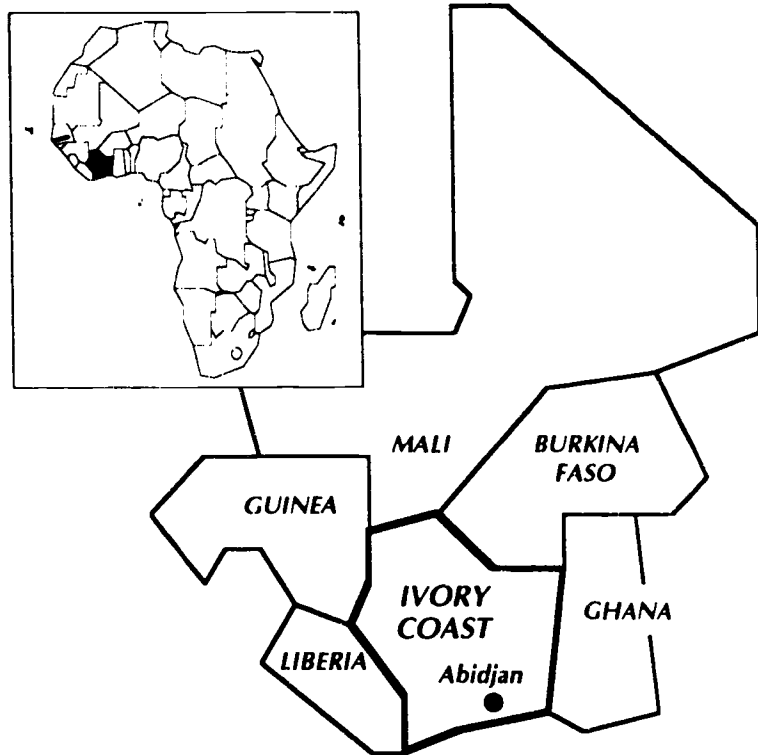 MALI
BURKINA
FASO
GUINEA
IVORY
COAST
GHANA
LIBERIA
Abidjan